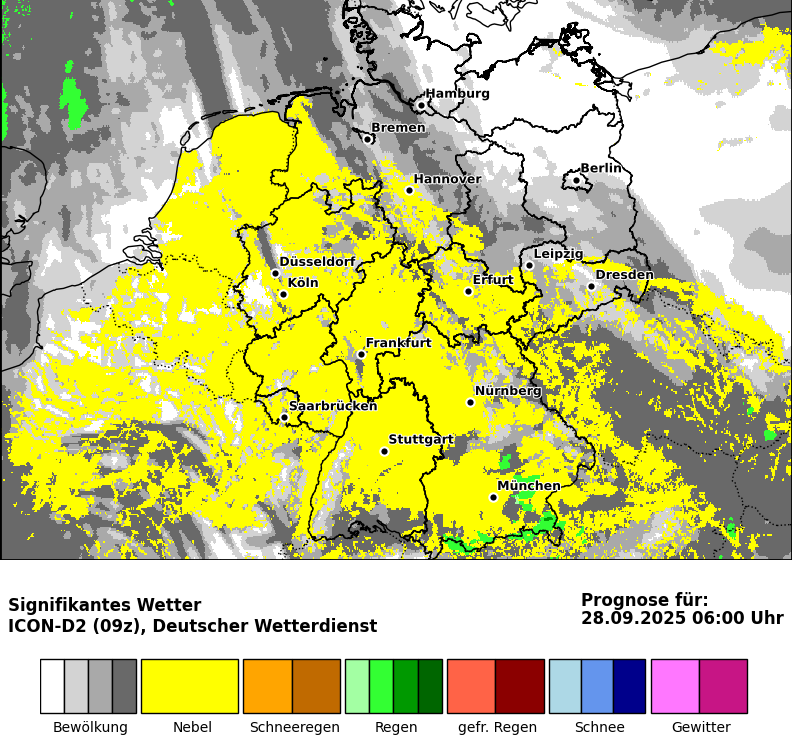 Hamburg
Bremen
Berlin
Hannover
Leipzig
Düsseldorf
Dresden
Köln
Erfurt
Frankfurt
Nürnberg
Saarbrücken
Stuttgart
München
Signifikantes Wetter
ICON-D2 (09z), Deutscher Wetterdienst
Prognose für:
28.09.2025 06:00 Uhr
Bewölkung Nebel Schneeregen Regen gefr. Regen Schnee Gewitter